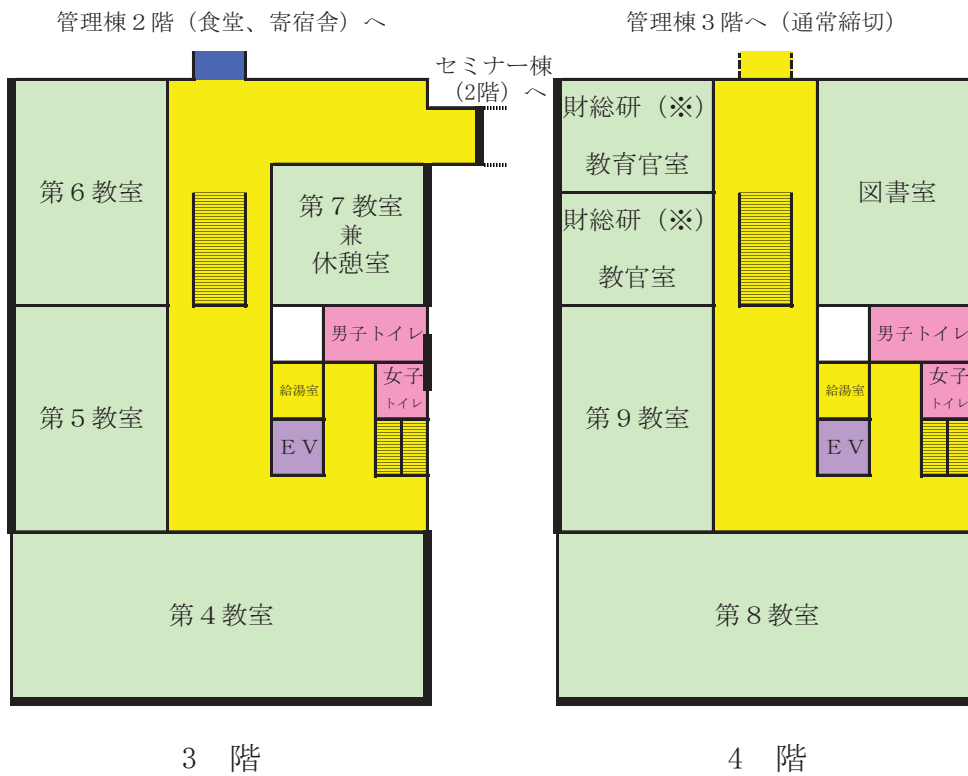 管理棟２階（食堂、寄宿舎）へ
セミナー棟
（2階）へ
第６教室
第７教室
兼
休憩室
男子トイレ
給湯室
女子
トイレ
第５教室
ＥＶ
第４教室
３　階
管理棟３階へ（通常締切）
財総研（※）
教育官室
図書室
財総研（※）
教官室
男子トイレ
給湯室
女子
トイレ
第９教室
ＥＶ
第８教室
４　階